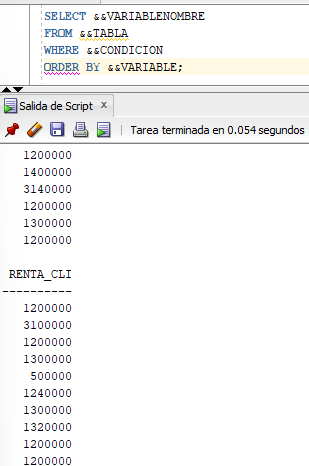 SELECT &&VARIABLENOMBRE
FROM &&TABLA
WHERE &&CONDICION
ORDER BY &&VARIABLE;
Salida de Script x
Tarea terminada en 0.054 segundos
1200000
1400000
3140000
1200000
1300000
1200000
RENTA_CLI
----------
1200000
3100000
1200000
1300000
500000
1240000
1300000
1320000
1200000
1200000